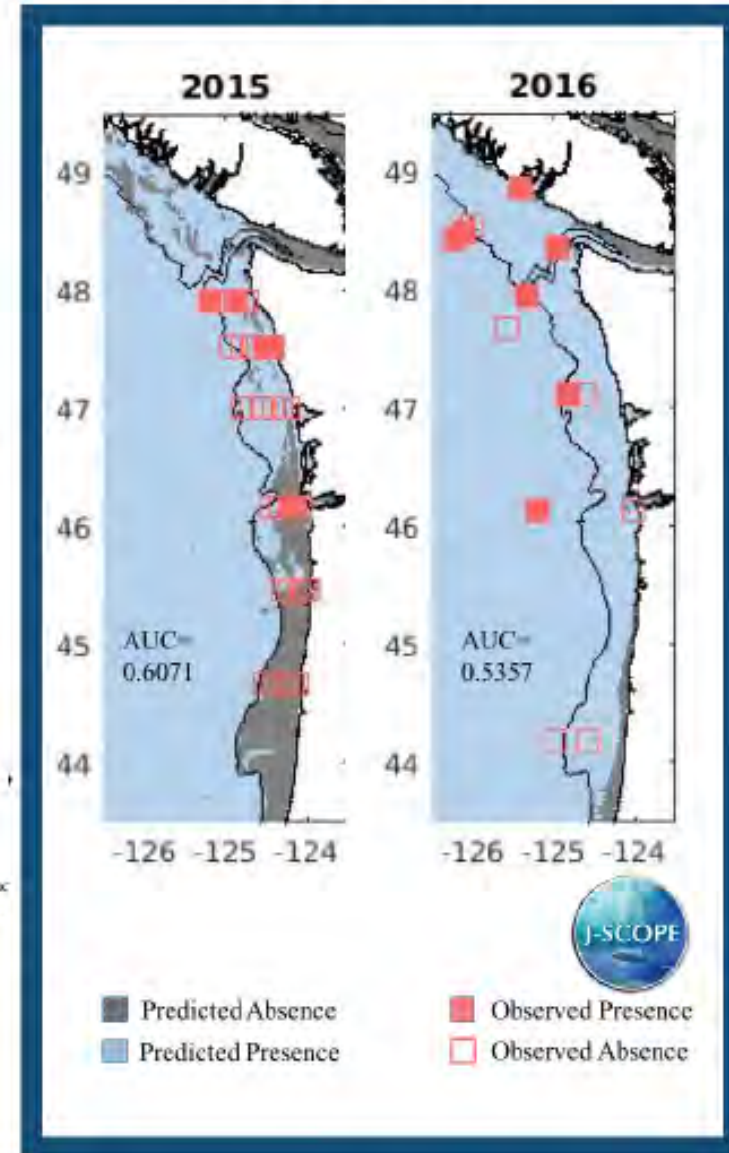 2015
2016
49
48
47
46
45
44
AUC=
0.6071
-126 -125 -124
49
48
47
46
45
44
AUC=
0.5357
-126 -125 -124
J-SCOPE
Predicted Absence
Predicted Presence
Observed Presence
Observed Absence